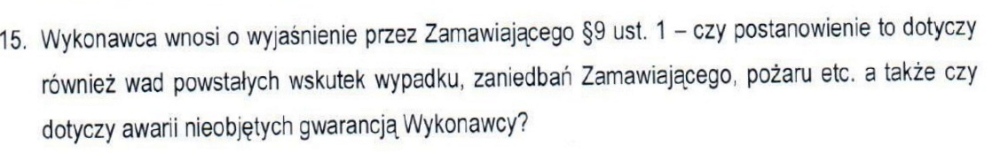 15. Wykonawca wnosi o wyjaśnienie przez Zamawiającego §9 ust. 1 – czy postanowienie to dotyczy
również wad powstałych wskutek wypadku, zaniedbań Zamawiającego, pożaru etc. a także czy
dotyczy awarii nieobjętych gwarancją Wykonawcy?